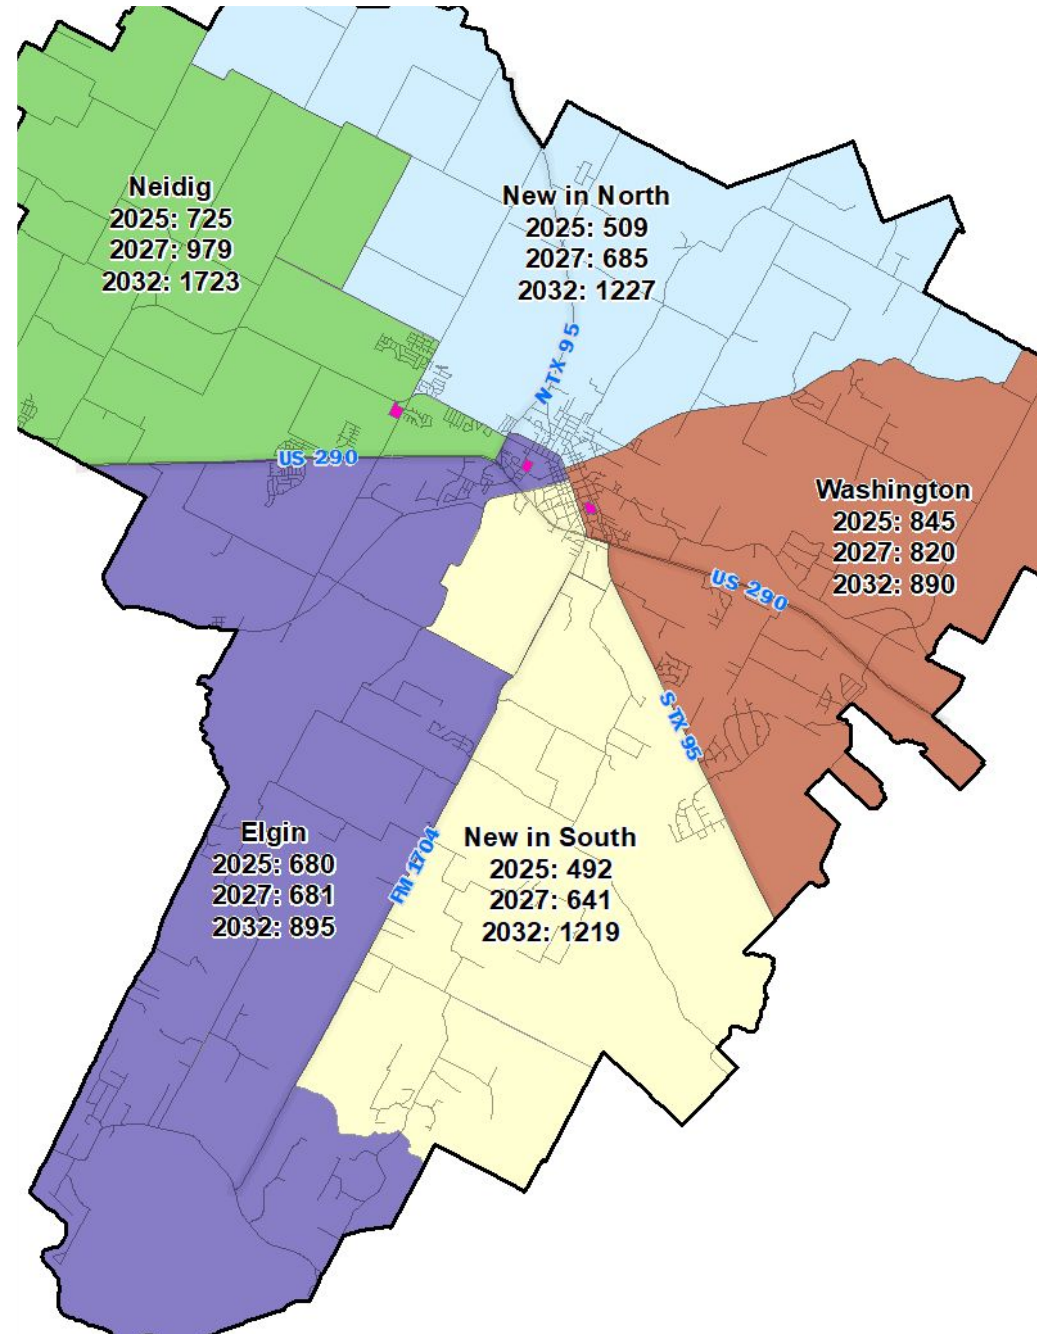 Neidig
2025: 725
2027: 979
2032: 1723
New in North
2025: 509
2027: 685
2032: 1227
N TX 95
US 290
Washington
2025: 845
2027: 820
2032: 890
US 290
S TX 95
Elgin
2025: 680
2027: 681
2032: 895
FM 1704
New in South
2025: 492
2027: 641
2032: 1219